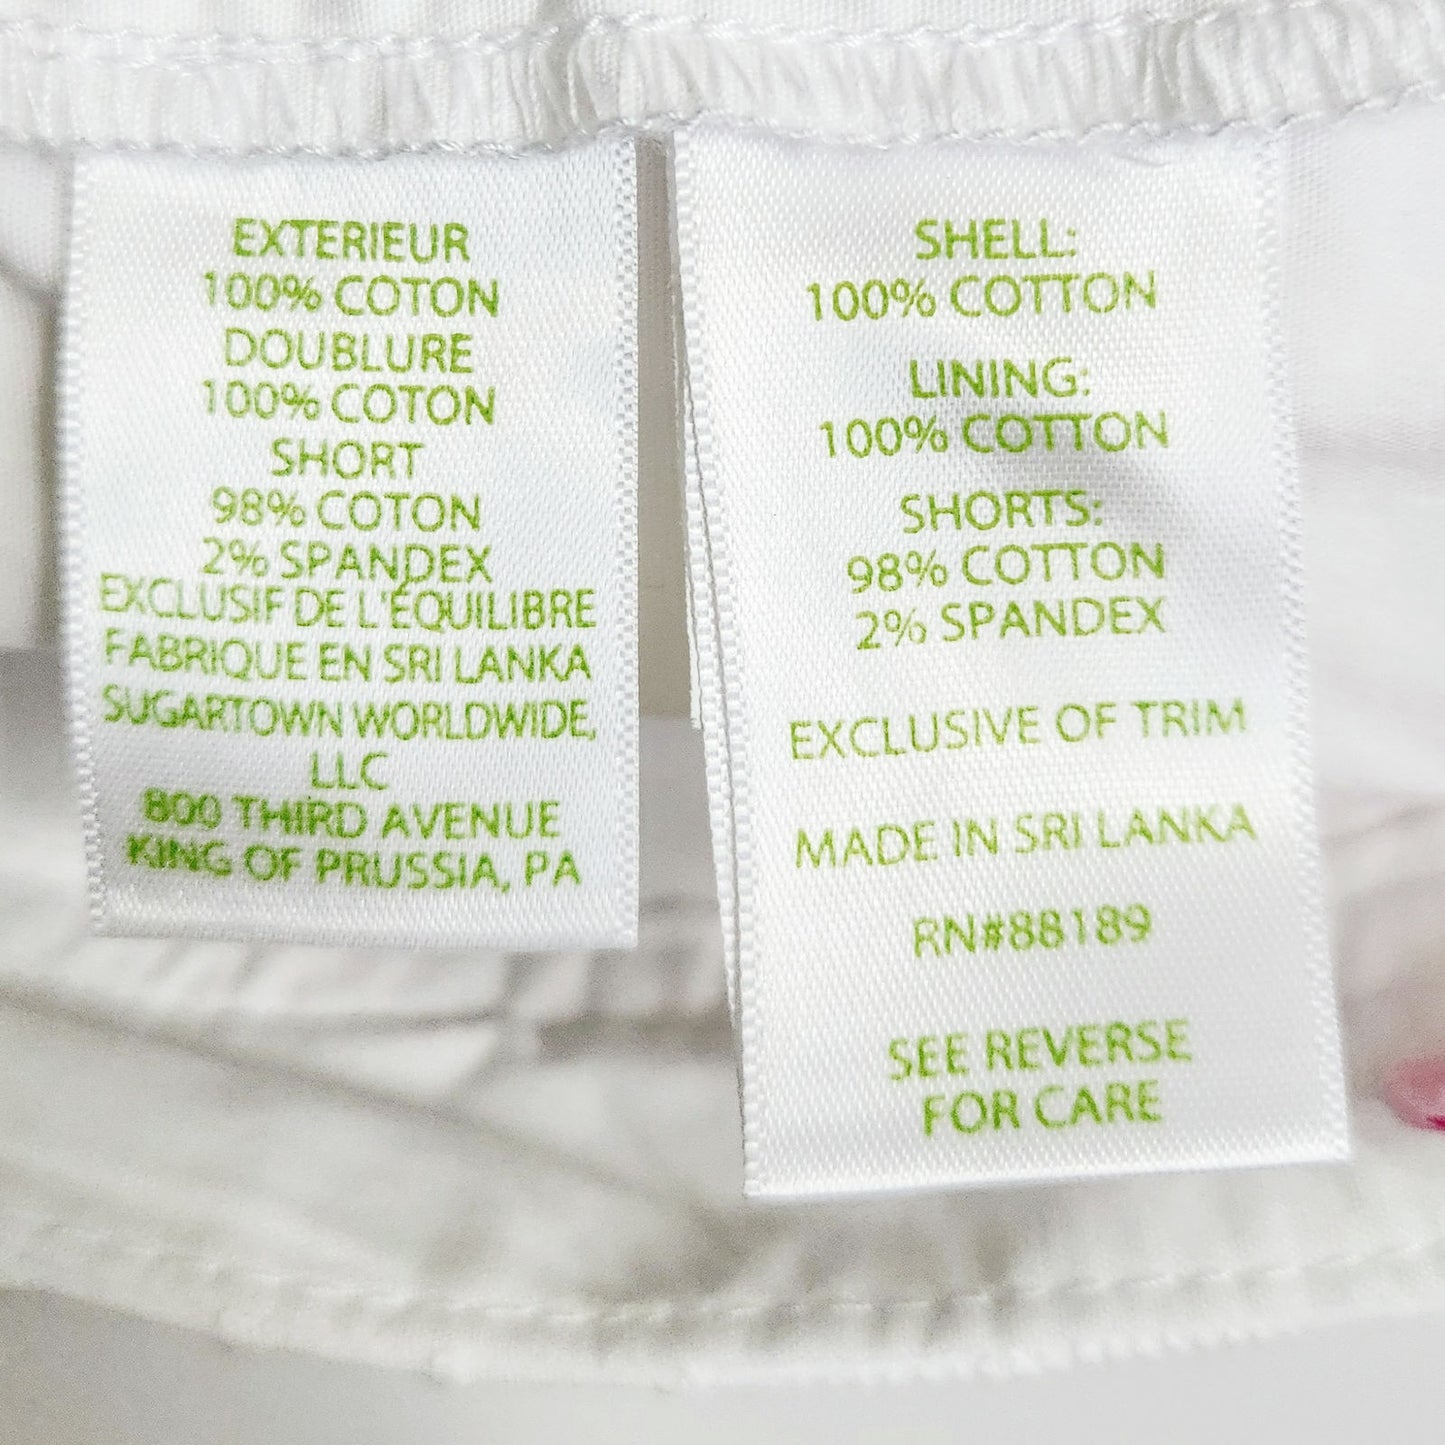 EXTERIEUR
100% COTON
DOUBLURE
100% COTON
SHORT
98% COTON
2% SPANDEX
EXCLUSIF DE L'ÉQUILIBRE
FABRIQUE EN SRI LANKA
SUGARTOWN WORLDWIDE,
LLC
800 THIRD AVENUE
KING OF PRUSSIA, PA
SHELL:
100% COTTON
LINING:
100% COTTON
SHORTS:
98% COTTON
2% SPANDEX
EXCLUSIVE OF TRIM
MADE IN SRI LANKA
RN#88189
SEE REVERSE
FOR CARE